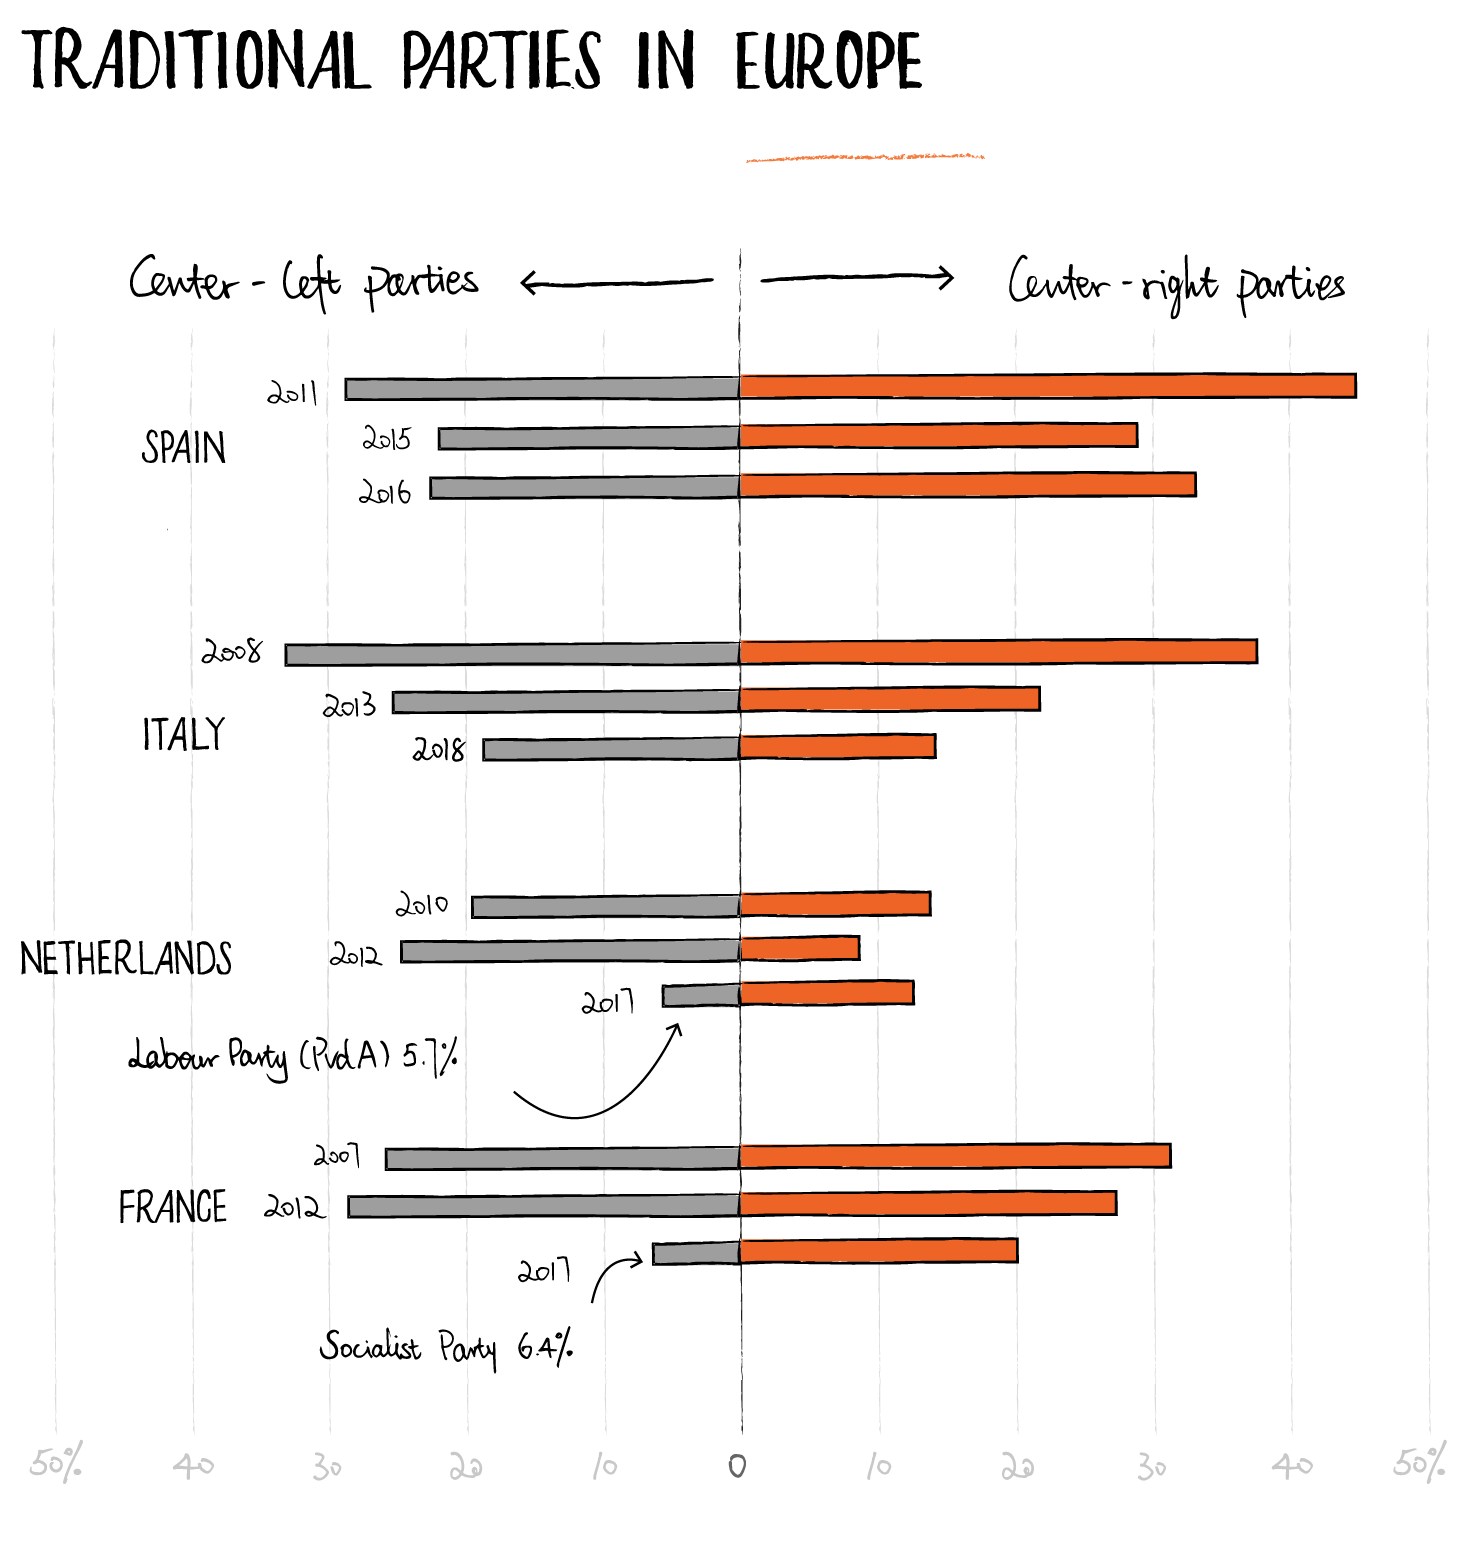 TRADITIONAL PARTIES IN EUROPE
Center-left parties
Center-right parties
2011
SPAIN
2015
2016
2008
ITALY
2013
2018
2010
NETHERLANDS
2012
2017
Labour Party (PvdA) 5.7%
2007
FRANCE
2012
2017
Socialist Party 6.4%
50% 40 30 20 10 0 10 20 30 40 50%